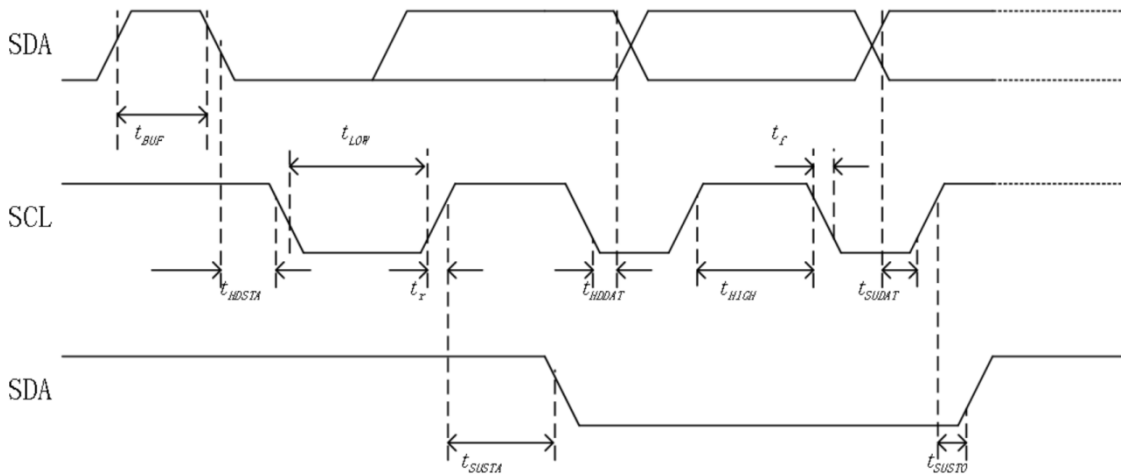 SDA
t_BUF
t_LOW
t_f
SCL
t_HDSTA
t_r
t_HDDAT
t_HIGH
t_SUDAT
SDA
t_SUSTA
t_SUSTO